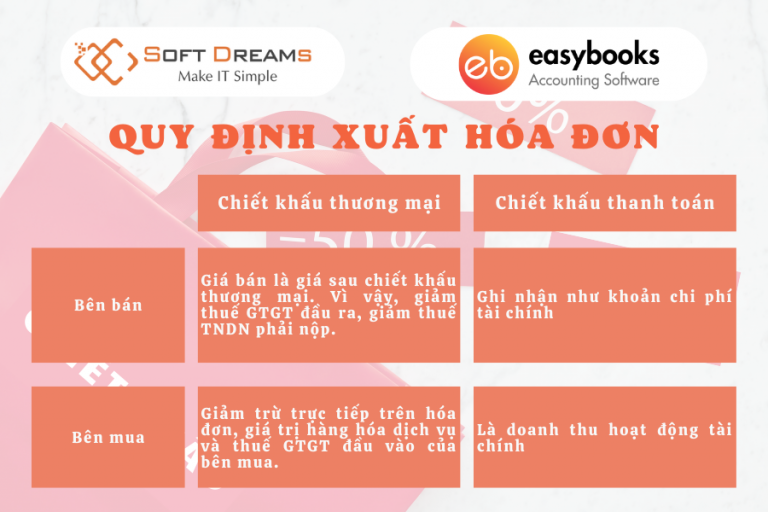 SOFT DREAMS
Make IT Simple
eb
easybooks
Accounting Software
QUY ĐỊNH XUẤT HÓA ĐƠN
Chiết khấu thương mại
Chiết khấu thanh toán
Bên bán
Giá bán là giá sau chiết khấu
thương mại. Vì vậy, giảm
thuế GTGT đầu ra, giảm thuế
TNDN phải nộp.
Ghi nhận như khoản chi phí
tài chính
Bên mua
Giảm trừ trực tiếp trên hóa
đơn, giá trị hàng hóa dịch vụ
và thuế GTGT đầu vào của
bên mua.
Là doanh thu hoạt động tài
chính